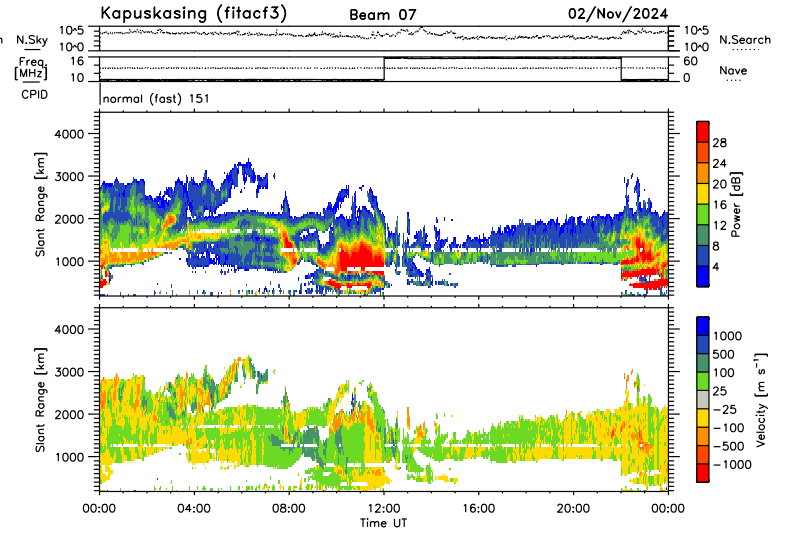 Kapuskasing (fitacf3)
Beam 07
02/Nov/2024
N.Sky
10^5
10^0
10^5
10^0
N.Search
Freq.
[MHz]
16
10
60
0
Nave
CPID
normal (fast) 151
Slant Range [km]
4000
3000
2000
1000
28
24
20
16
12
8
4
Power [dB]
Slant Range [km]
4000
3000
2000
1000
1000
500
100
25
-25
-100
-500
-1000
Velocity [m s⁻¹]
00:00
04:00
08:00
12:00
16:00
20:00
00:00
Time UT